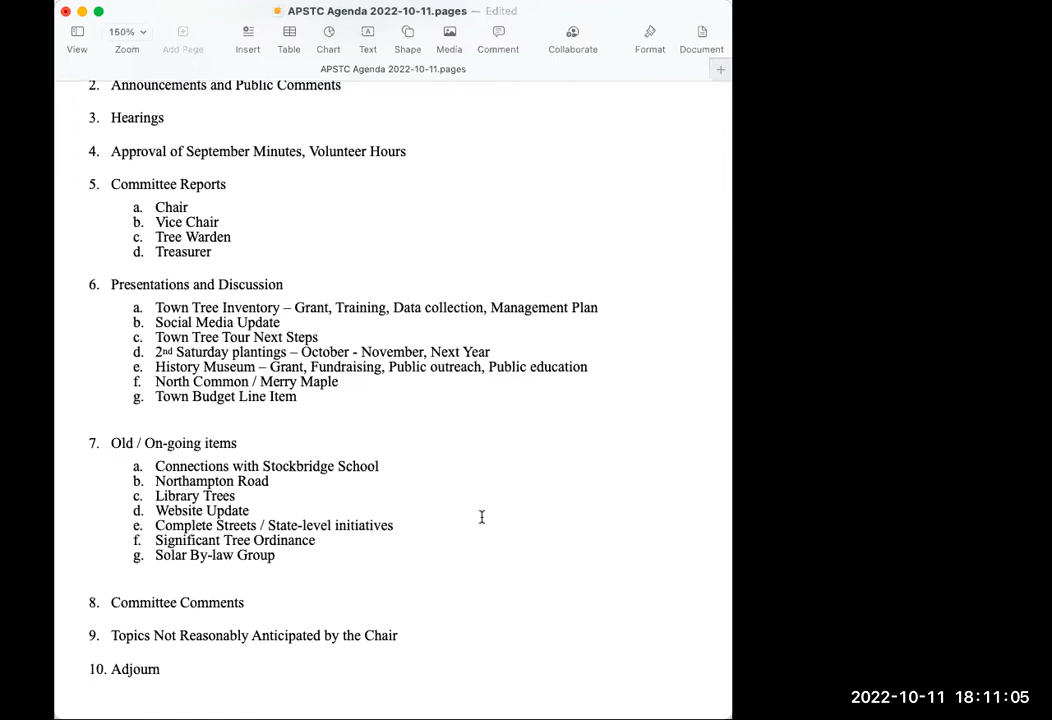 APSTC Agenda 2022-10-11.pages — Edited
150%
View Zoom Add Page Insert Table Chart Text Shape Media Comment Collaborate Format Document
APSTC Agenda 2022-10-11.pages
2. Announcements and Public Comments
3. Hearings
4. Approval of September Minutes, Volunteer Hours
5. Committee Reports
a. Chair
b. Vice Chair
c. Tree Warden
d. Treasurer
6. Presentations and Discussion
a. Town Tree Inventory – Grant, Training, Data collection, Management Plan
b. Social Media Update
c. Town Tree Tour Next Steps
d. 2nd Saturday plantings – October - November, Next Year
e. History Museum – Grant, Fundraising, Public outreach, Public education
f. North Common / Merry Maple
g. Town Budget Line Item
7. Old / On-going items
a. Connections with Stockbridge School
b. Northampton Road
c. Library Trees
d. Website Update
e. Complete Streets / State-level initiatives
f. Significant Tree Ordinance
g. Solar By-law Group
8. Committee Comments
9. Topics Not Reasonably Anticipated by the Chair
10. Adjourn
2022-10-11 18:11:05